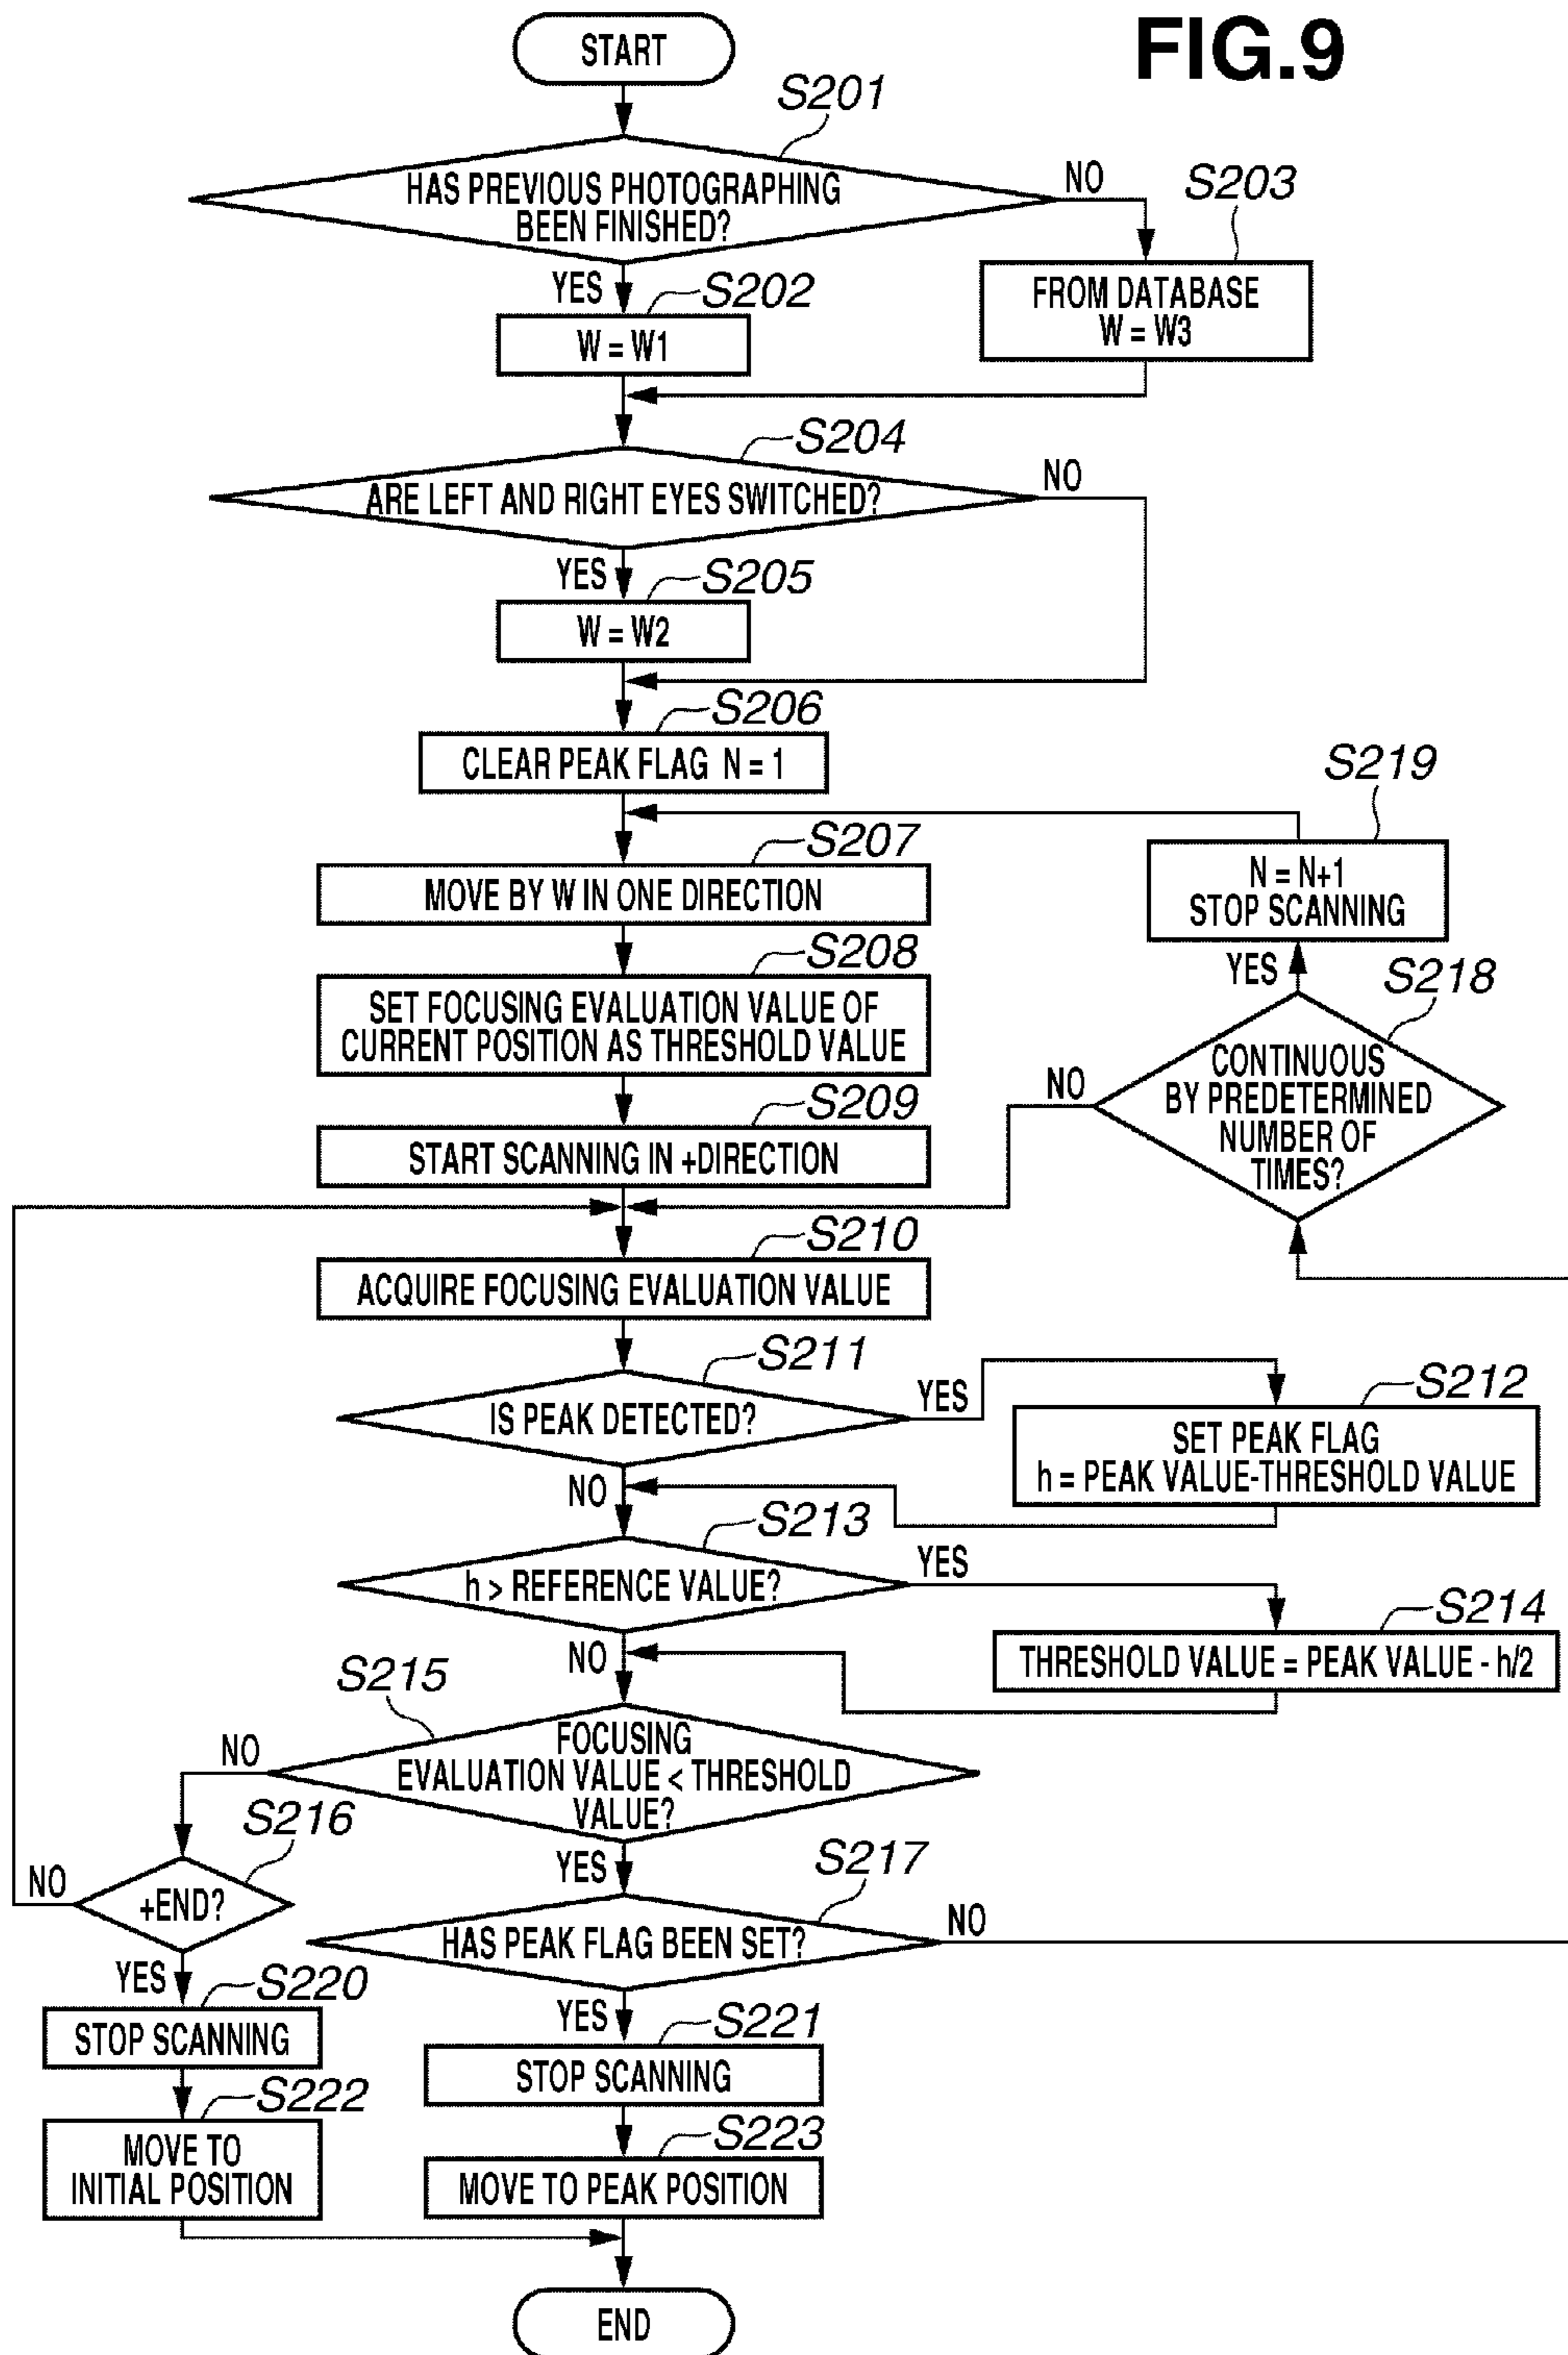 FIG.9
START
S201
HAS PREVIOUS PHOTOGRAPHING
BEEN FINISHED?
NO
S203
FROM DATABASE
W = W3
YES
S202
W = W1
S204
ARE LEFT AND RIGHT EYES SWITCHED?
NO
YES
S205
W = W2
S206
CLEAR PEAK FLAG N = 1
S219
N = N+1
STOP SCANNING
S207
MOVE BY W IN ONE DIRECTION
S208
SET FOCUSING EVALUATION VALUE OF
CURRENT POSITION AS THRESHOLD VALUE
YES
S218
CONTINUOUS
BY PREDETERMINED
NUMBER OF
TIMES?
NO
S209
START SCANNING IN +DIRECTION
S210
ACQUIRE FOCUSING EVALUATION VALUE
S211
IS PEAK DETECTED?
YES
S212
SET PEAK FLAG
h = PEAK VALUE-THRESHOLD VALUE
NO
S213
h > REFERENCE VALUE?
YES
S214
THRESHOLD VALUE = PEAK VALUE - h/2
NO
S215
FOCUSING
EVALUATION VALUE < THRESHOLD
VALUE?
NO
S216
+END?
NO
YES
S217
HAS PEAK FLAG BEEN SET?
NO
YES
S220
STOP SCANNING
YES
S221
STOP SCANNING
S222
MOVE TO
INITIAL POSITION
S223
MOVE TO PEAK POSITION
END